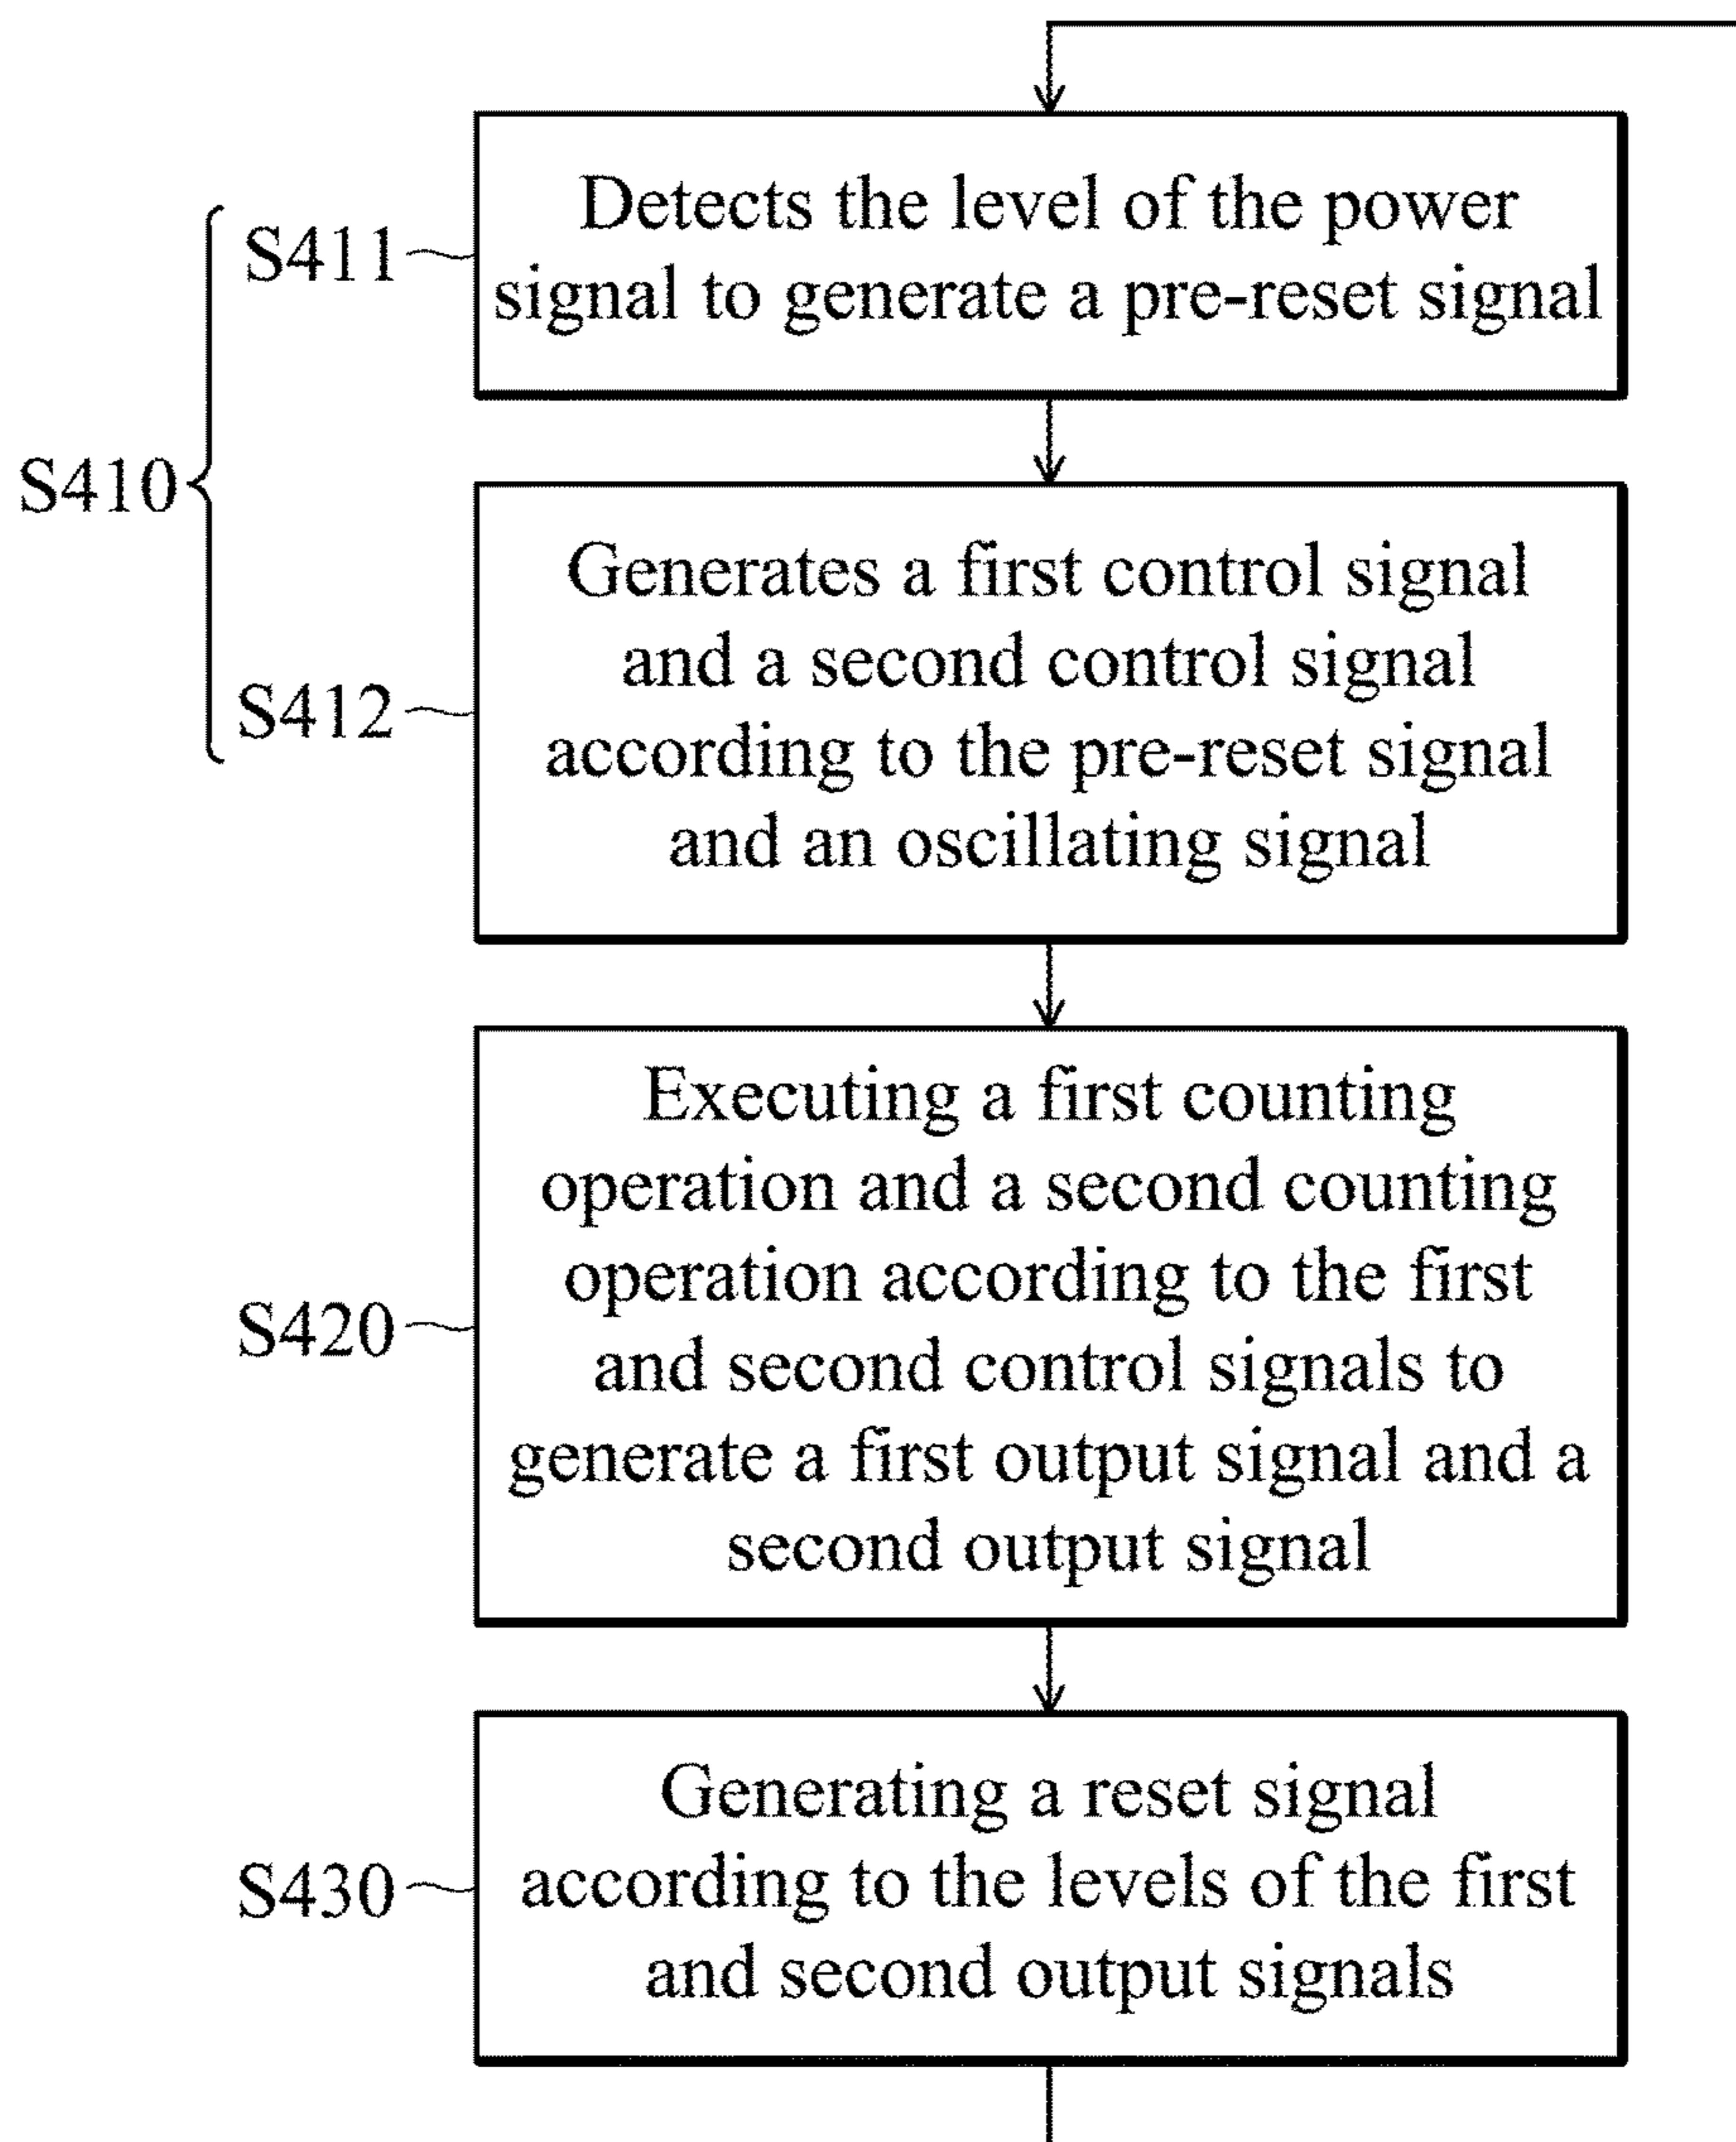 S410
S411
Detects the level of the power
signal to generate a pre-reset signal
S412
Generates a first control signal
and a second control signal
according to the pre-reset signal
and an oscillating signal
S420
Executing a first counting
operation and a second counting
operation according to the first
and second control signals to
generate a first output signal and a
second output signal
S430
Generating a reset signal
according to the levels of the first
and second output signals